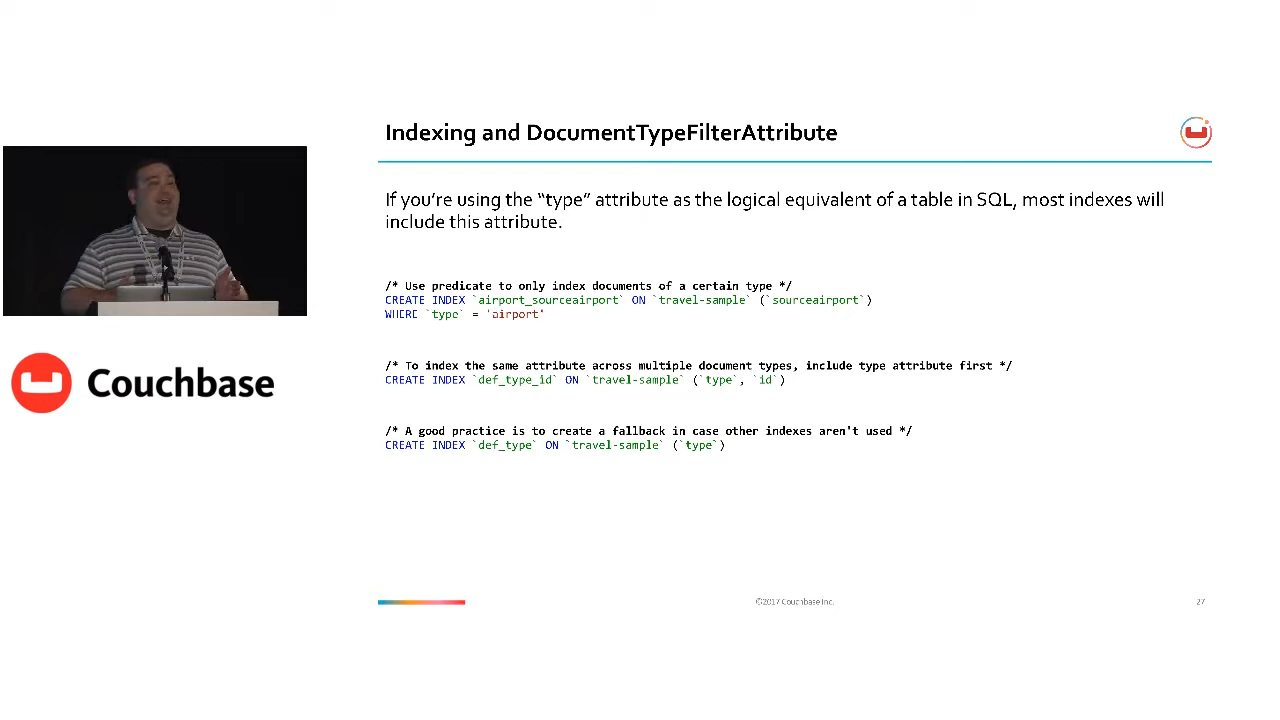 Indexing and DocumentTypeFilterAttribute
If you're using the “type” attribute as the logical equivalent of a table in SQL, most indexes will
include this attribute.
/* Use predicate to only index documents of a certain type */
CREATE INDEX `airport_sourceairport` ON `travel-sample` (`sourceairport`)
WHERE `type` = 'airport'
/* To index the same attribute across multiple document types, include type attribute first */
CREATE INDEX `def_type_id` ON `travel-sample` (`type`, `id`)
/* A good practice is to create a fallback in case other indexes aren't used */
CREATE INDEX `def_type` ON `travel-sample` (`type`)
Couchbase
©2017 Couchbase Inc.
27